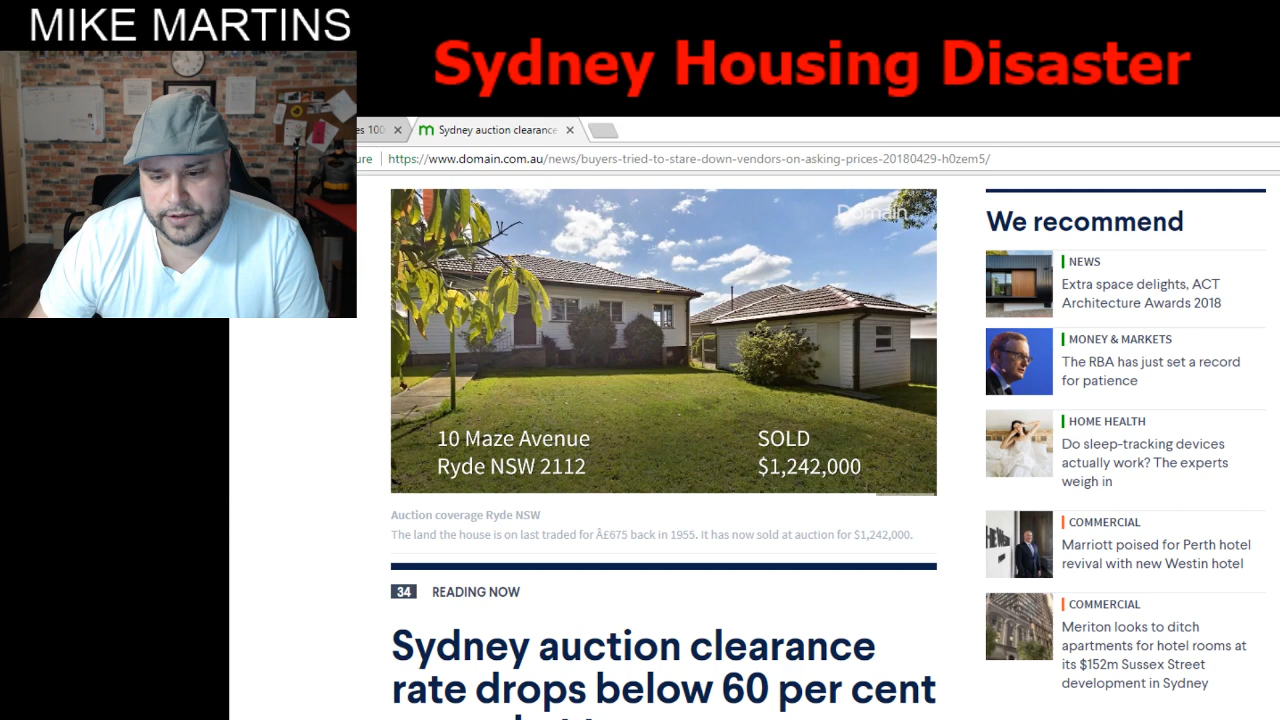 MIKE MARTINS
Sydney Housing Disaster
es 100
Sydney auction clearance
ure
https://www.domain.com.au/news/buyers-tried-to-stare-down-vendors-on-asking-prices-20180429-h0zem5/
Domain
10 Maze Avenue
Ryde NSW 2112
SOLD
$1,242,000
Auction coverage Ryde NSW
The land the house is on last traded for Â£675 back in 1955. It has now sold at auction for $1,242,000.
34 READING NOW
Sydney auction clearance
rate drops below 60 per cent
We recommend
NEWS
Extra space delights, ACT
Architecture Awards 2018
MONEY & MARKETS
The RBA has just set a record
for patience
HOME HEALTH
Do sleep-tracking devices
actually work? The experts
weigh in
COMMERCIAL
Marriott poised for Perth hotel
revival with new Westin hotel
COMMERCIAL
Meriton looks to ditch
apartments for hotel rooms at
its $152m Sussex Street
development in Sydney